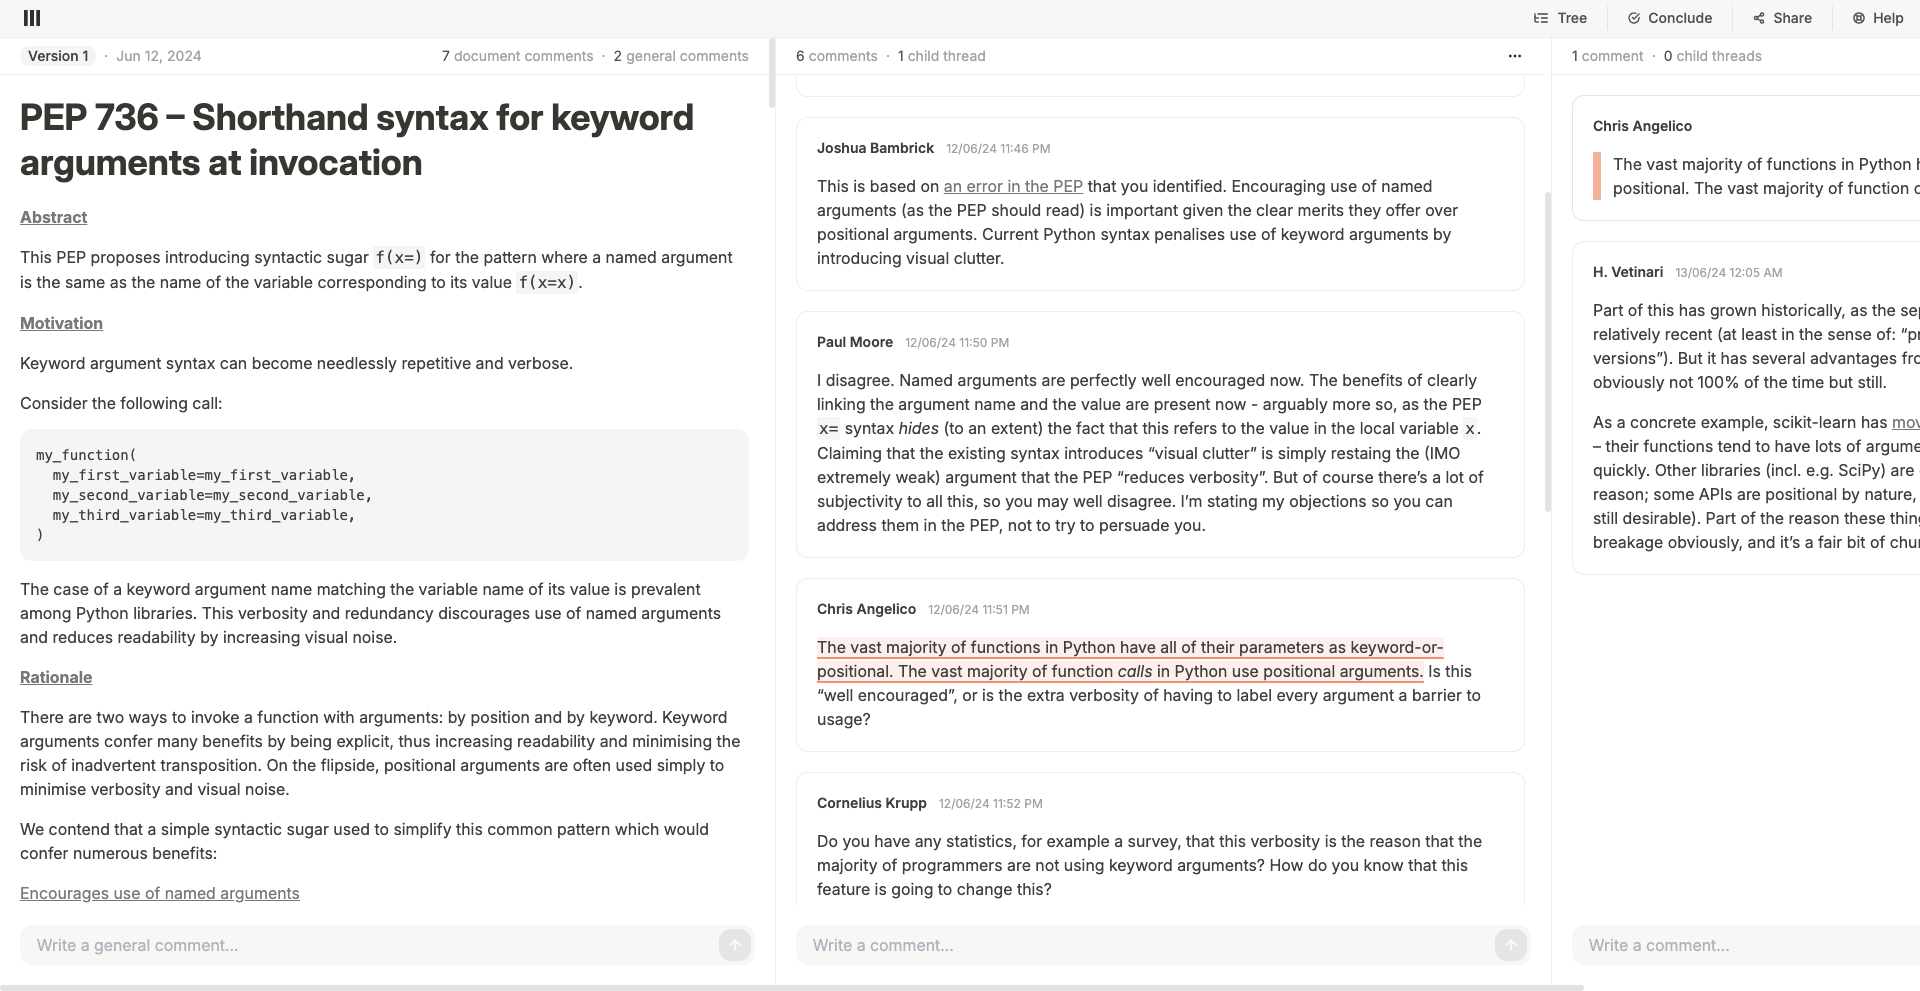 Tree
Conclude
Share
Help
Version 1 · Jun 12, 2024
7 document comments · 2 general comments
PEP 736 – Shorthand syntax for keyword
arguments at invocation
Abstract
This PEP proposes introducing syntactic sugar f(x=) for the pattern where a named argument
is the same as the name of the variable corresponding to its value f(x=x).
Motivation
Keyword argument syntax can become needlessly repetitive and verbose.
Consider the following call:
my_function(
my_first_variable=my_first_variable,
my_second_variable=my_second_variable,
my_third_variable=my_third_variable,
)
The case of a keyword argument name matching the variable name of its value is prevalent
among Python libraries. This verbosity and redundancy discourages use of named arguments
and reduces readability by increasing visual noise.
Rationale
There are two ways to invoke a function with arguments: by position and by keyword. Keyword
arguments confer many benefits by being explicit, thus increasing readability and minimising the
risk of inadvertent transposition. On the flipside, positional arguments are often used simply to
minimise verbosity and visual noise.
We contend that a simple syntactic sugar used to simplify this common pattern which would
confer numerous benefits:
Encourages use of named arguments
Write a general comment...
6 comments · 1 child thread
Joshua Bambrick 12/06/24 11:46 PM
This is based on an error in the PEP that you identified. Encouraging use of named
arguments (as the PEP should read) is important given the clear merits they offer over
positional arguments. Current Python syntax penalises use of keyword arguments by
introducing visual clutter.
Paul Moore 12/06/24 11:50 PM
I disagree. Named arguments are perfectly well encouraged now. The benefits of clearly
linking the argument name and the value are present now - arguably more so, as the PEP
x= syntax hides (to an extent) the fact that this refers to the value in the local variable x.
Claiming that the existing syntax introduces “visual clutter” is simply restaing the (IMO
extremely weak) argument that the PEP “reduces verbosity”. But of course there’s a lot of
subjectivity to all this, so you may well disagree. I’m stating my objections so you can
address them in the PEP, not to try to persuade you.
Chris Angelico 12/06/24 11:51 PM
The vast majority of functions in Python have all of their parameters as keyword-or-
positional. The vast majority of function calls in Python use positional arguments. Is this
“well encouraged”, or is the extra verbosity of having to label every argument a barrier to
usage?
Cornelius Krupp 12/06/24 11:52 PM
Do you have any statistics, for example a survey, that this verbosity is the reason that the
majority of programmers are not using keyword arguments? How do you know that this
feature is going to change this?
Write a comment...
1 comment · 0 child threads
Chris Angelico
The vast majority of functions in Python
positional. The vast majority of function
H. Vetinari 13/06/24 12:05 AM
Part of this has grown historically, as the
relatively recent (at least in the sense of:
versions”). But it has several advantages
obviously not 100% of the time but still.
As a concrete example, scikit-learn has
– their functions tend to have lots of
quickly. Other libraries (incl. e.g. SciPy) are
reason; some APIs are positional by nature,
still desirable). Part of the reason these
breakage obviously, and it’s a fair bit of
Write a comment...